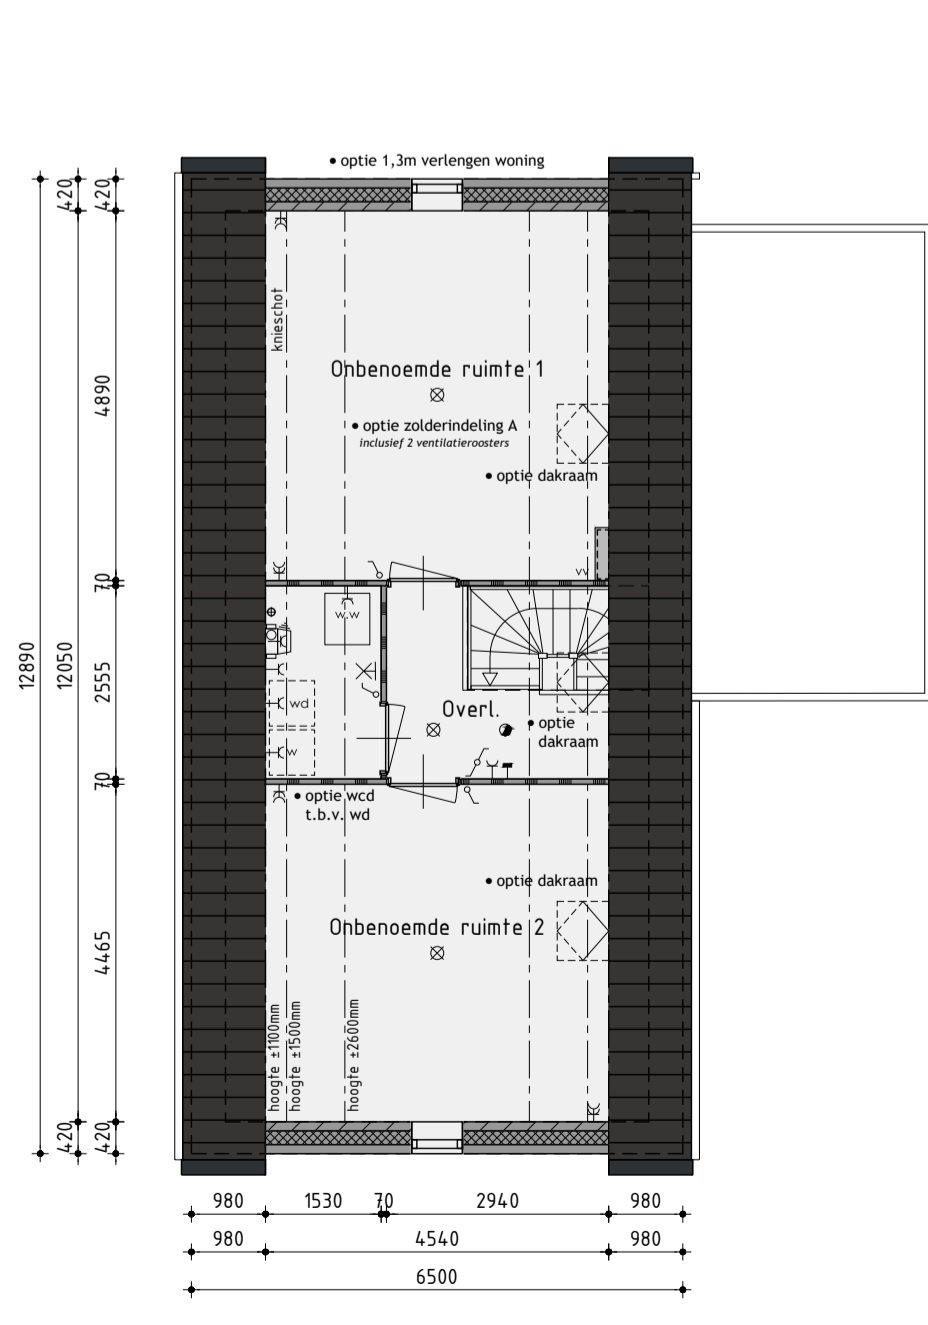 • optie 1,3m verlengen woning
420
420
knieschot
Onbenoemde ruimte 1
4890
• optie zolderindeling A
inclusief 2 ventilatieroosters
• optie dakraam
70
vv
w.w
12890
12050
2555
wd
Overl.
• optie
dakraam
w
70
• optie wcd
t.b.v. wd
• optie dakraam
Onbenoemde ruimte 2
4465
hoogte ±1100mm
hoogte ±1500mm
hoogte ±2600mm
420
420
980 1530 70 2940 980
980 4540 980
6500